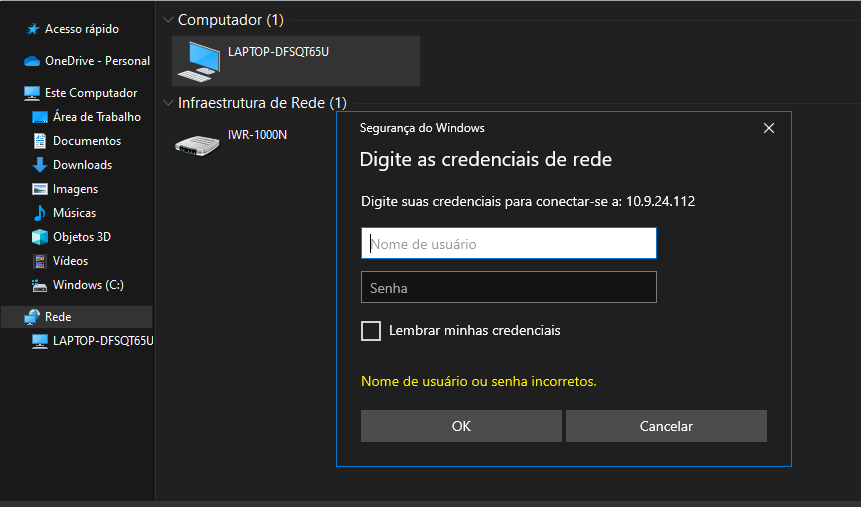 Acesso rápido
OneDrive - Personal
Este Computador
Área de Trabalho
Documentos
Downloads
Imagens
Músicas
Objetos 3D
Vídeos
Windows (C:)
Rede
LAPTOP-DFSQT65U
Computador (1)
LAPTOP-DFSQT65U
Infraestrutura de Rede (1)
IWR-1000N
Segurança do Windows
Digite as credenciais de rede
Digite suas credenciais para conectar-se a: 10.9.24.112
Nome de usuário
Senha
Lembrar minhas credenciais
Nome de usuário ou senha incorretos.
OK
Cancelar